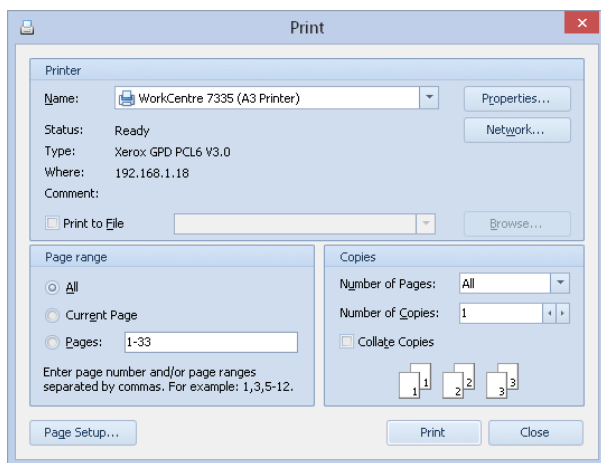 Print
Printer
Name: WorkCentre 7335 (A3 Printer) Properties...
Status: Ready Network...
Type: Xerox GPD PCL6 V3.0
Where: 192.168.1.18
Comment:
Print to File Browse...
Page range
All
Current Page
Pages: 1-33
Enter page number and/or page ranges
separated by commas. For example: 1,3,5-12.
Copies
Number of Pages: All
Number of Copies: 1
Collate Copies
1 1 2 2 3 3
Page Setup... Print Close